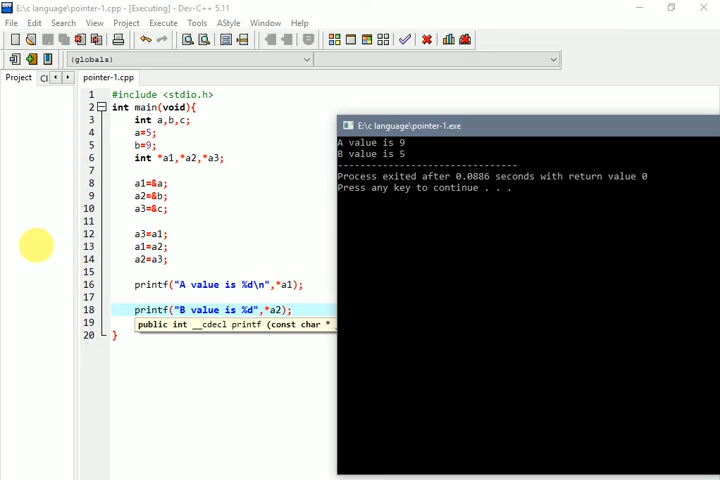 E:\c language\pointer-1.cpp - [Executing] - Dev-C++ 5.11
File Edit Search View Project Execute Tools AStyle Window Help
(globals)
Project Cl pointer-1.cpp
1 #include <stdio.h>
2 int main(void){
3 int a,b,c;
4 a=5;
5 b=9;
6 int *a1,*a2,*a3;
7
8 a1=&a;
9 a2=&b;
10 a3=&c;
11
12 a3=a1;
13 a1=a2;
14 a2=a3;
15
16 printf("A value is %d\n",*a1);
17
18 printf("B value is %d",*a2);
19 public int __cdecl printf (const char *
20 }
E:\c language\pointer-1.exe
A value is 9
B value is 5
--------------------------------
Process exited after 0.0886 seconds with return value 0
Press any key to continue . . .